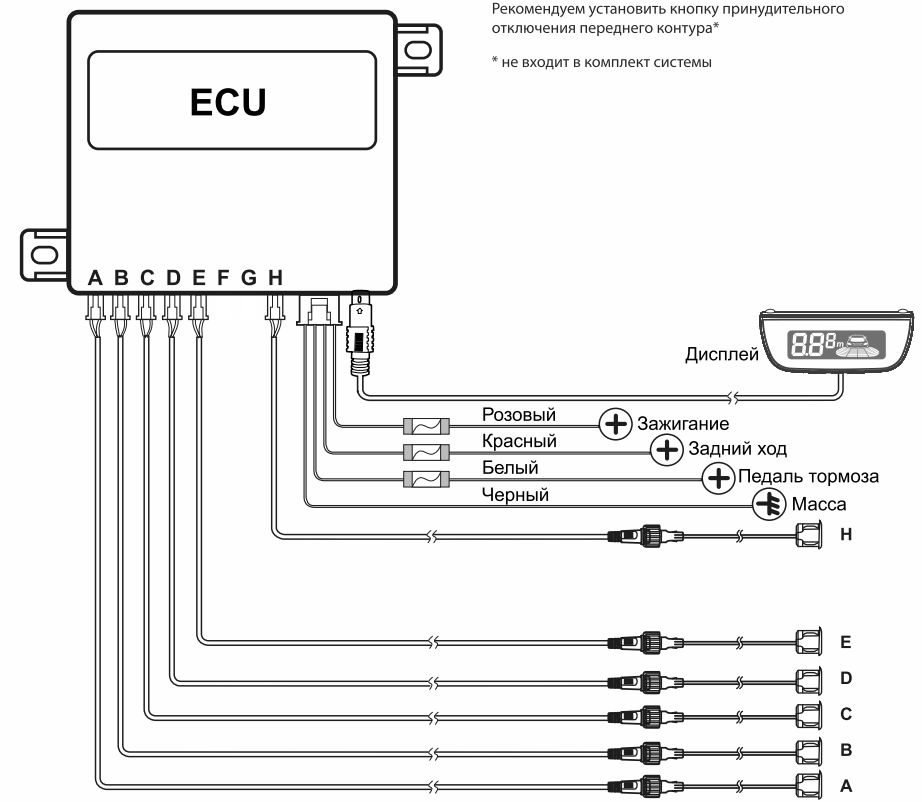 Рекомендуем установить кнопку принудительного
отключения переднего контура*
* не входит в комплект системы
ECU
A B C D E F G H
Дисплей
8.8.8m
Розовый
Зажигание
Красный
Задний ход
Белый
Педаль тормоза
Черный
Масса
H
E
D
C
B
A